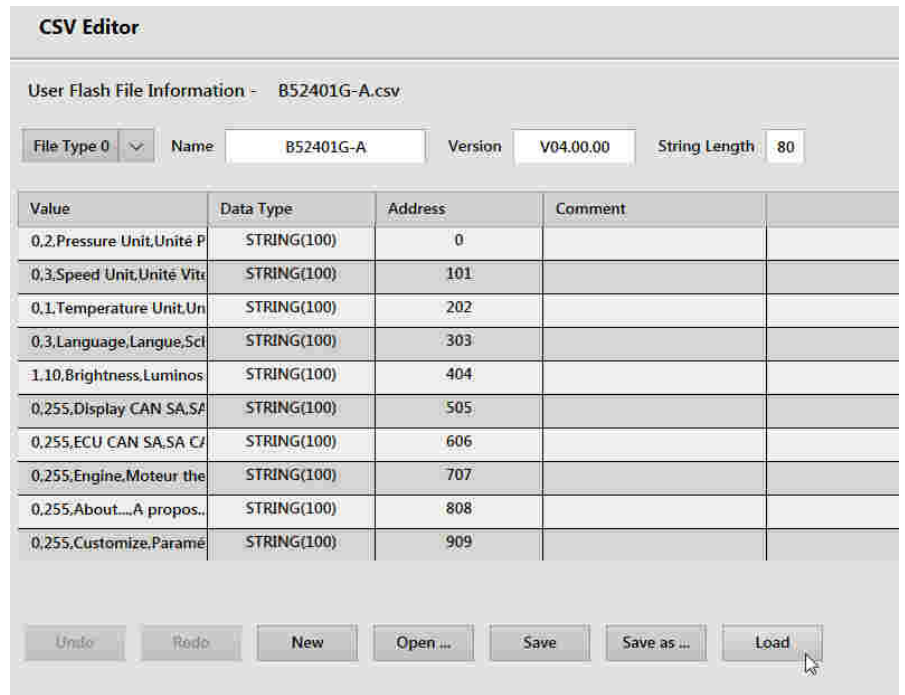 CSV Editor
User Flash File Information - B52401G-A.csv
File Type 0 Name B52401G-A Version V04.00.00 String Length 80
Value Data Type Address Comment
0,2,Pressure Unit,Unité P STRING(100) 0
0,3,Speed Unit,Unité Vite STRING(100) 101
0,1,Temperature Unit,Un STRING(100) 202
0,3,Language,Langue,Scl STRING(100) 303
1,10,Brightness,Luminos STRING(100) 404
0,255,Display CAN SA,SA STRING(100) 505
0,255,ECU CAN SA,SA CA STRING(100) 606
0,255,Engine,Moteur the STRING(100) 707
0,255,About...,A propos.. STRING(100) 808
0,255,Customize,Paramé STRING(100) 909
Undo Redo New Open ... Save Save as ... Load